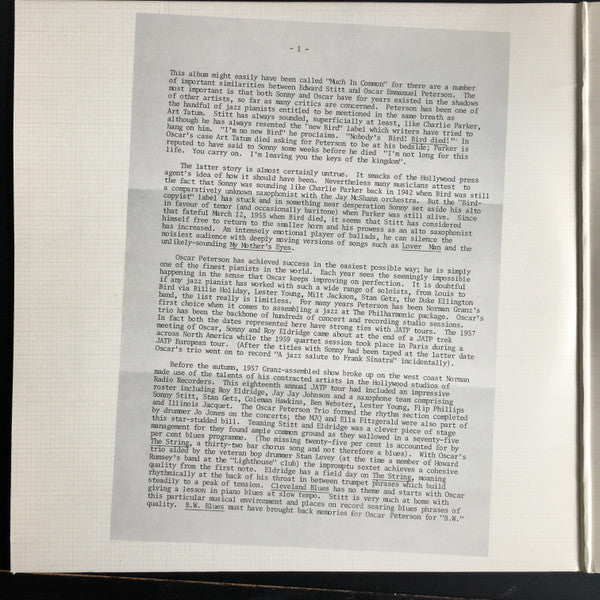 - 1 -
This album might easily have been called "Much In Common" for there are a number
of important similarities between Edward Stitt and Oscar Emmanuel Peterson. The
most important is that both Sonny and Oscar have for years existed in the shadows
of other artists, so far as many critics are concerned. Peterson has been one of
the handful of jazz pianists entitled to be mentioned in the same breath as
Art Tatum. Stitt has always sounded, superficially at least, like Charlie Parker,
although he has always resented the "new Bird" label which writers have tried to
hang on him. "I'm no new Bird" he proclaims. "Nobody's Bird! Bird died!" In
Oscar's case Art Tatum died asking for Peterson to be at his bedside; Parker is
reputed to have said to Sonny some weeks before he died "I'm not long for this
life. You carry on. I'm leaving you the keys of the kingdom".
The latter story is almost certainly untrue. It smacks of the Hollywood press
agent's idea of how it should have been. Nevertheless many musicians attest to
the fact that Sonny was sounding like Charlie Parker back in 1942 when Bird was still
a comparatively unknown saxophonist with the Jay McShann orchestra. But the "Bird-
copyist" label has stuck and in something near desperation Sonny set aside his alto
in favour of tenor (and occasionally baritone) when Parker was still alive. Since
that fateful March 12, 1955 when Bird died, it seems that Stitt has considered
himself free to return to the smaller horn and his prowess as an alto saxophonist
has increased. An intensely emotional player of ballads, he can silence the
noisiest audience with deeply moving versions of songs such as Lover Man and the
unlikely-sounding My Mother's Eyes.
Oscar Peterson has achieved success in the easiest possible way; he is simply
one of the finest pianists in the world. Each year sees the seemingly impossible
happening in the sense that Oscar keeps improving on perfection. It is doubtful
if any jazz pianist has worked with such a wide range of soloists, from Louis to
Bird via Billie Holiday, Lester Young, Milt Jackson, Stan Getz, the Duke Ellington
band, the list really is limitless. For many years Peterson has been Norman Granz's
first choice when it comes to assembling a jazz at The Philharmonic package. Oscar's
trio has been the backbone of hundreds of concert and recording studio sessions.
In fact both the dates represented here have strong ties with JATP tours. The 1957
meeting of Oscar, Sonny and Roy Eldridge came about at the end of a JATP trek
across North America while the 1959 quartet session took place in Paris during a
JATP European tour. (After the titles with Sonny had been taped at the latter date
Oscar's trio went on to record "A jazz salute to Frank Sinatra" incidentally).
Before the autumn, 1957 Granz-assembled show broke up on the west coast Norman
made use of the talents of his contracted artists in the Hollywood studios of
Radio Recorders. This eighteenth annual JATP tour had included an impressive
roster including Roy Eldridge, Jay Jay Johnson and a saxophone team comprising
Sonny Stitt, Stan Getz, Coleman Hawkins, Ben Webster, Lester Young, Flip Phillips
and Illinois Jacquet. The Oscar Peterson Trio formed the rhythm section completed
by drummer Jo Jones on the concerts; the MJQ and Ella Fitzgerald were also part of
this star-studded bill. Teaming Stitt and Eldridge was a clever piece of stage
management for they found ample common ground as they wallowed in a seventy-five
per cent blues programme. (The missing twenty-five per cent is accounted for by
The String, a thirty-two bar chorus song and not therefore a blues). With Oscar's
trio aided by the veteran bop drummer Stan Levey (at the time a member of Howard
Rumsey's band at the "Lighthouse" club) the impromptu sextet achieves a cohesive
quality from the first note. Eldridge has a field day on The String, moaning
rhythmically at the back of his throat in between trumpet phrases which build
steadily to a peak of tension. Cleveland Blues has no theme and starts with Oscar
giving a lesson in piano blues at slow tempo. Stitt is very much at home with
this particular musical environment and places on record searing blues phrases of
quality. B.W. Blues must have brought back memories for Oscar Peterson for "B.W."